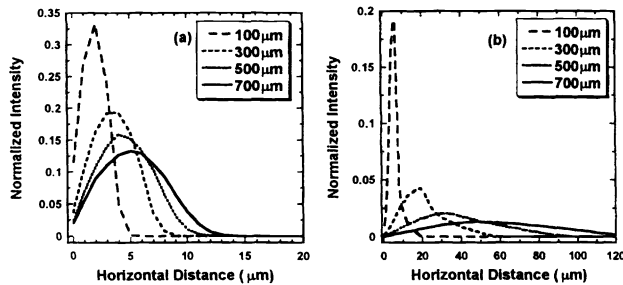 0.35
0.3
0.25
0.2
0.15
0.1
0.05
0
Normalized Intensity
(a)
100μm
300μm
500μm
700μm
0 5 10 15 20
Horizontal Distance ( μm)
0.2
0.15
0.1
0.05
0
Normalized Intensity
(b)
100μm
300μm
500μm
700μm
0 20 40 60 80 100 120
Horizontal Distance ( μm)